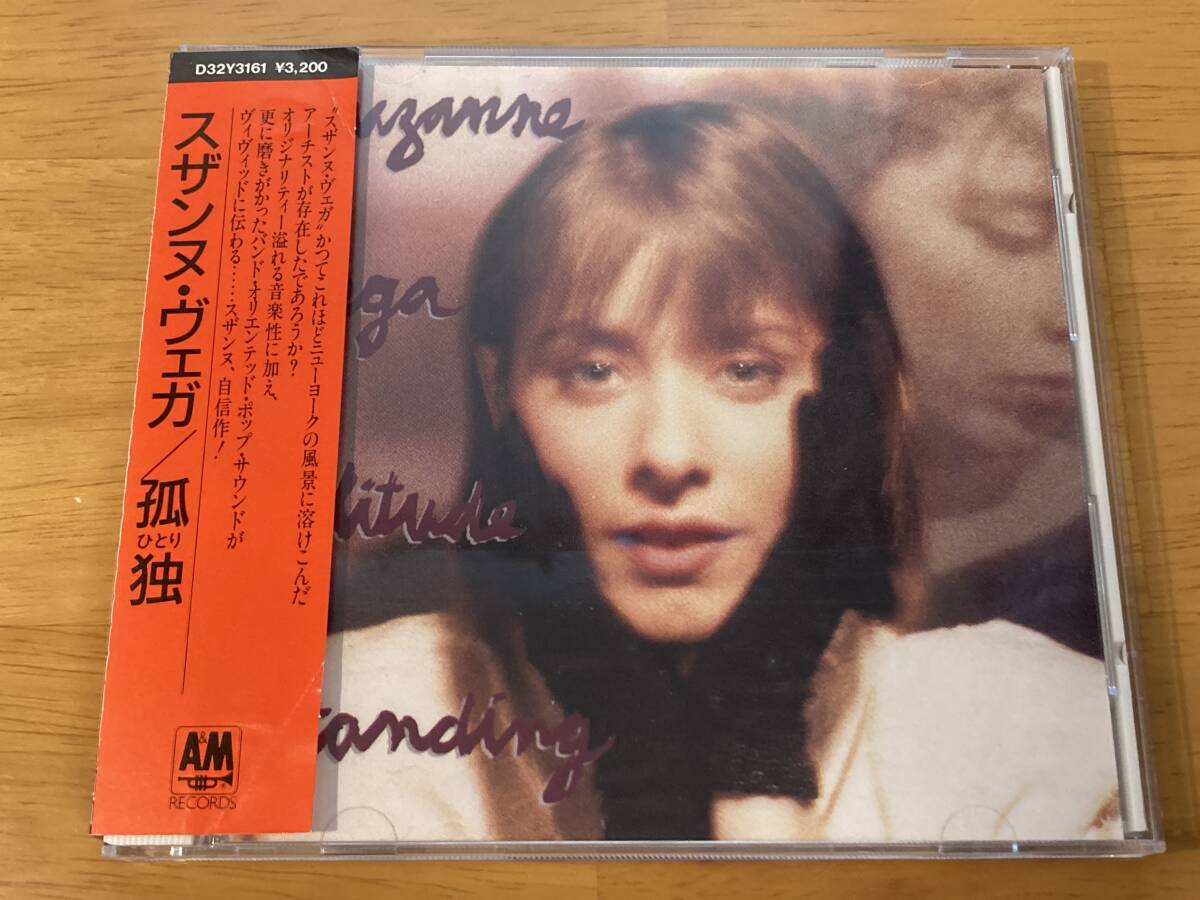 D32Y3161 ¥3,200
スザンヌ・ヴェガ/孤独
ひとり
"スザンヌ・ヴェガ"かつてこれほどニューヨークの風景に溶けこんだ
アーチストが存在したであろうか?
オリジナリティー溢れる音楽性に加え、
更に磨きがかったバンド・オリエンテッド・ポップ・サウンドが
ヴィヴィッドに伝わる……スザンヌ、自信作!
A&M
RECORDS
uzanne
ga
litude
tanding